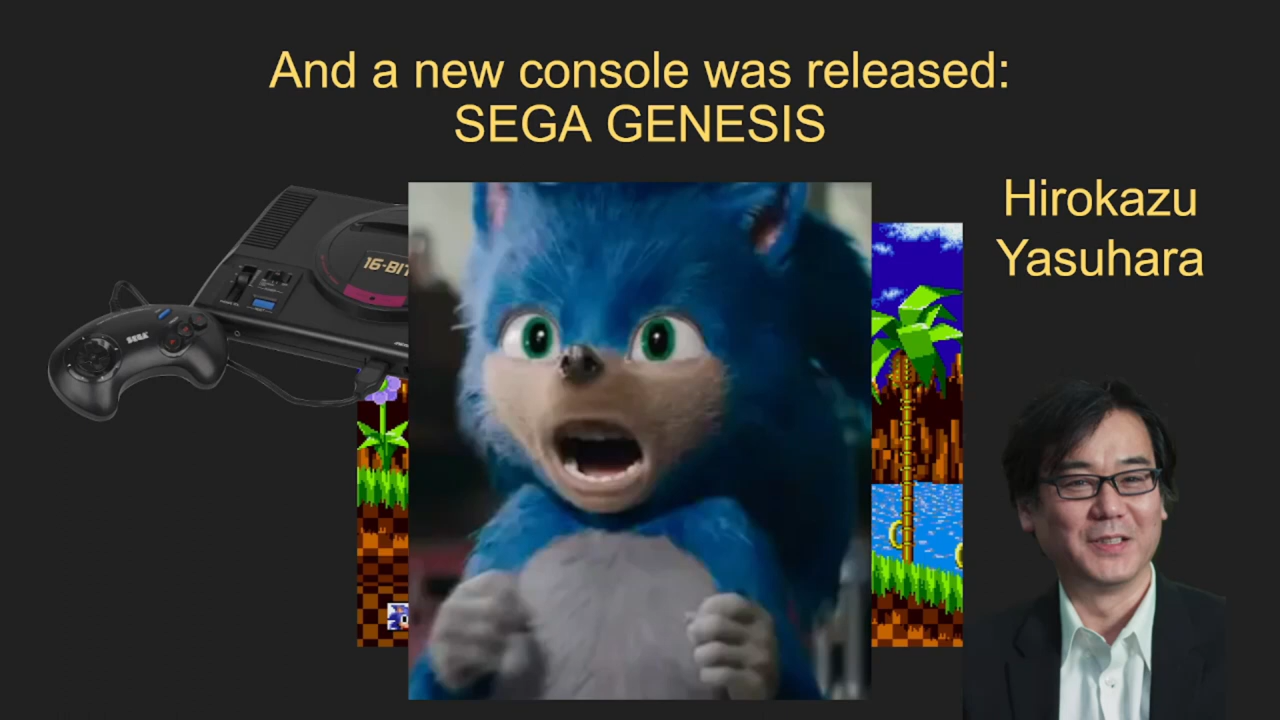 And a new console was released:
SEGA GENESIS
Hirokazu
Yasuhara
16-BIT
SEGA